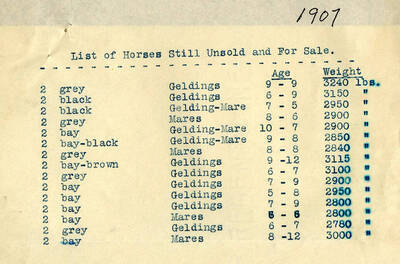 1907
List of Horses Still Unsold and For Sale.
Age Weight
2 grey Geldings 9 - 9 3240 lbs.
2 black Geldings 6 - 9 3150 "
2 black Gelding-Mare 7 - 5 2950 "
2 grey Mares 8 - 6 2900 "
2 bay Gelding-Mare 10 - 7 2900 "
2 bay-black Gelding-Mare 9 - 8 2850 "
2 grey Mares 8 - 8 2840 "
2 bay-brown Geldings 9 -12 3115 "
2 grey Geldings 6 - 7 3100 "
2 bay Geldings 7 - 9 2900 "
2 bay Geldings 5 - 8 2950 "
2 bay Geldings 7 - 9 2800 "
2 bay Mares 6 - 6 2800 "
2 grey Geldings 6 - 7 2780 "
2 bay Mares 8 -12 3000 "